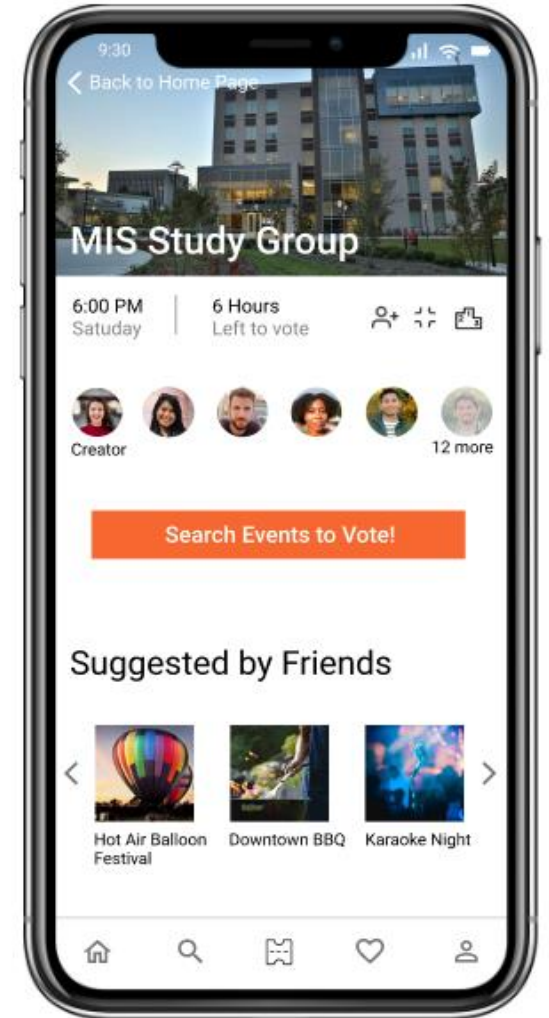 9:30
Back to Home Page
MIS Study Group
6:00 PM
Satuday
6 Hours
Left to vote
Creator
12 more
Search Events to Vote!
Suggested by Friends
Hot Air Balloon
Festival
Downtown BBQ
Karaoke Night